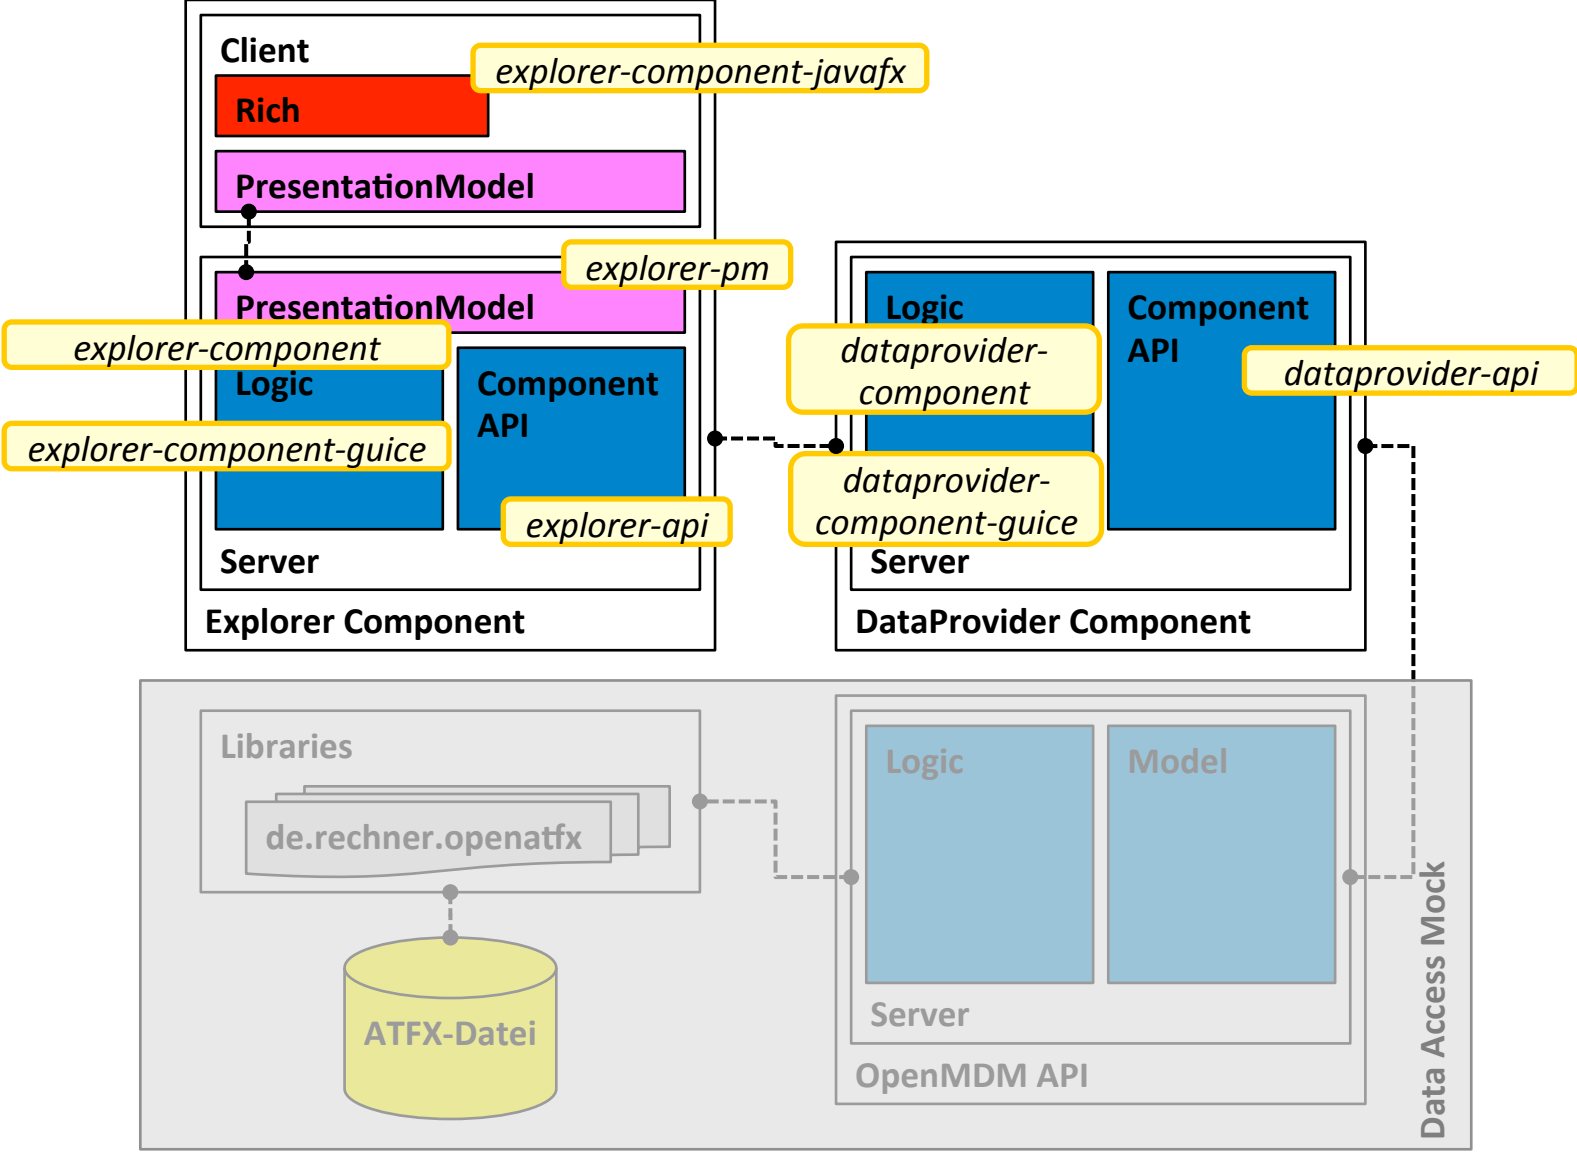 Client
explorer-component-javafx
Rich
PresentationModel
explorer-pm
PresentationModel
explorer-component
Logic
Component
API
explorer-component-guice
explorer-api
Server
Explorer Component
Logic
Component
API
dataprovider-
component
dataprovider-api
dataprovider-
component-guice
Server
DataProvider Component
Libraries
de.rechner.openatfx
ATFX-Datei
Logic
Model
Server
OpenMDM API
Data Access Mock